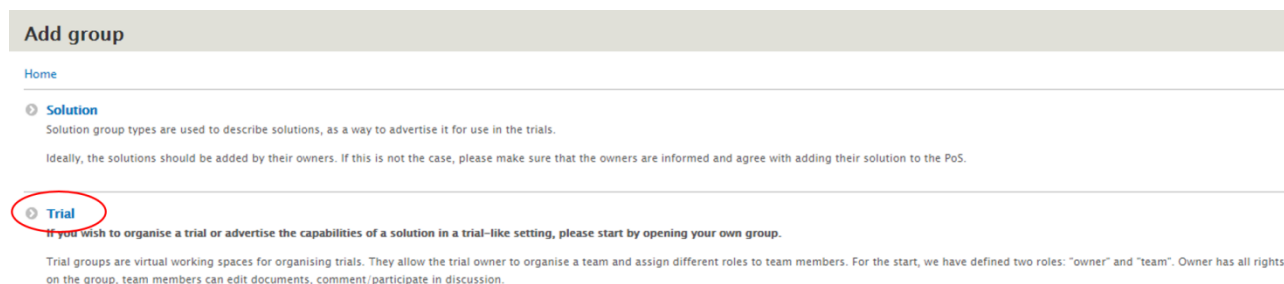 Add group
Home
Solution
Solution group types are used to describe solutions, as a way to advertise it for use in the trials.
Ideally, the solutions should be added by their owners. If this is not the case, please make sure that the owners are informed and agree with adding their solution to the PoS.
Trial
If you wish to organise a trial or advertise the capabilities of a solution in a trial-like setting, please start by opening your own group.
Trial groups are virtual working spaces for organising trials. They allow the trial owner to organise a team and assign different roles to team members. For the start, we have defined two roles: "owner" and "team". Owner has all rights
on the group, team members can edit documents, comment/participate in discussion.